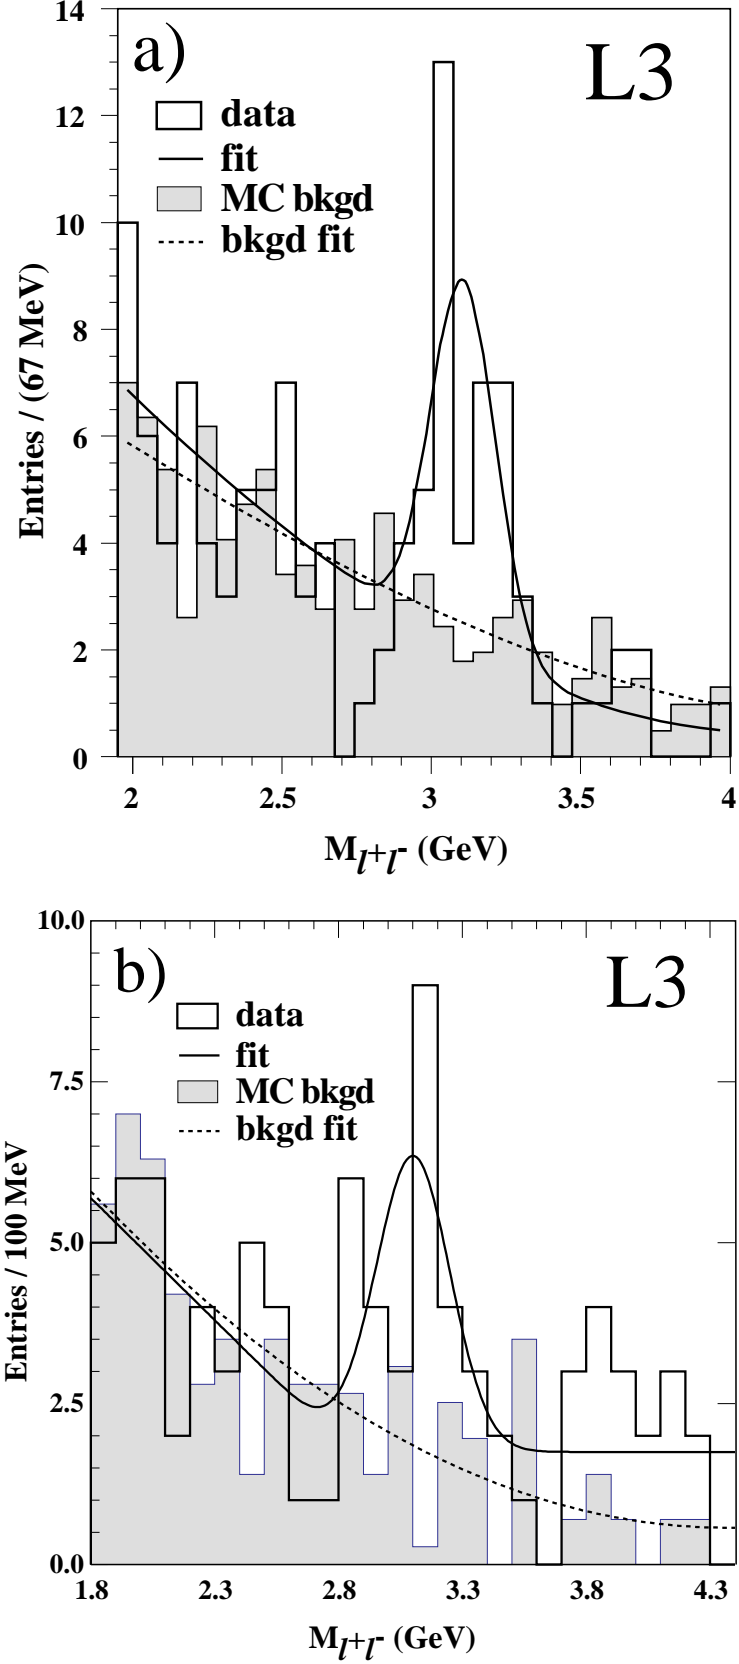 a) L3
data
fit
MC bkgd
bkgd fit
Entries / (67 MeV)
14
12
10
8
6
4
2
0
2 2.5 3 3.5 4
M l+l- (GeV)
b) L3
data
fit
MC bkgd
bkgd fit
Entries / 100 MeV
10.0
7.5
5.0
2.5
0.0
1.8 2.3 2.8 3.3 3.8 4.3
M l+l- (GeV)